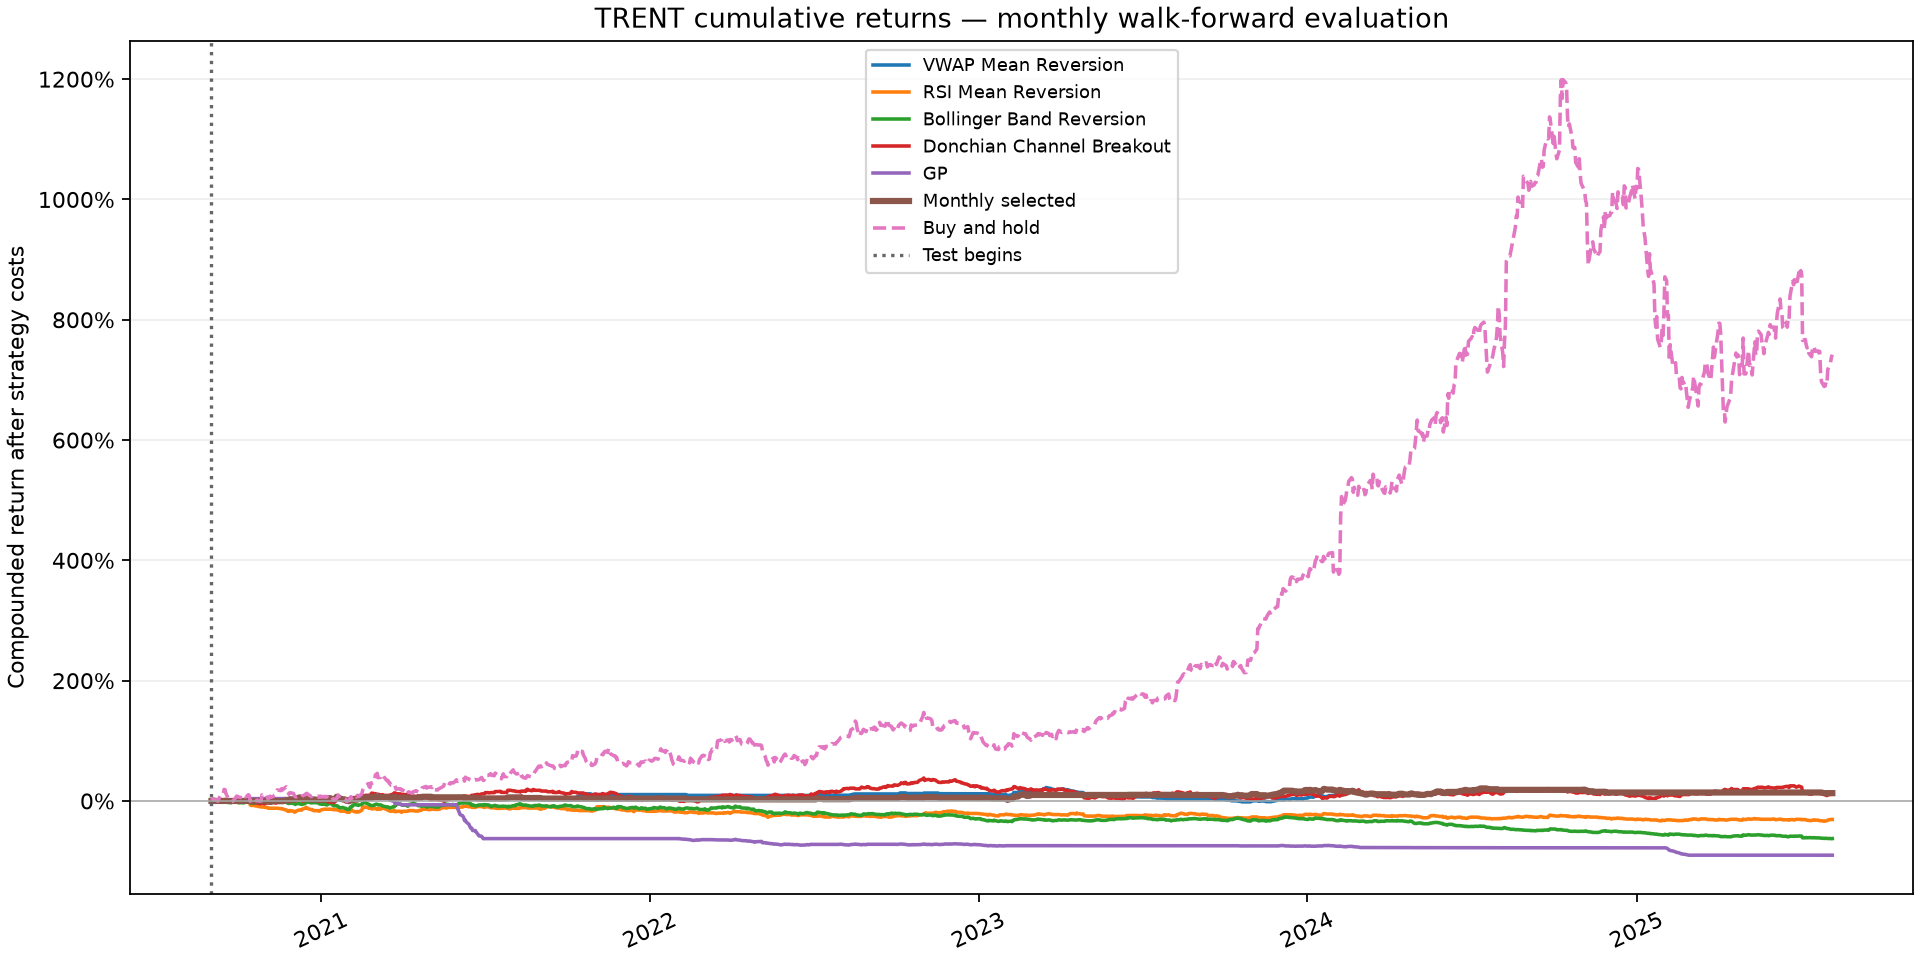 TRENT cumulative returns — monthly walk-forward evaluation
VWAP Mean Reversion
RSI Mean Reversion
Bollinger Band Reversion
Donchian Channel Breakout
GP
Monthly selected
Buy and hold
Test begins
Compounded return after strategy costs
1200%
1000%
800%
600%
400%
200%
0%
2021
2022
2023
2024
2025